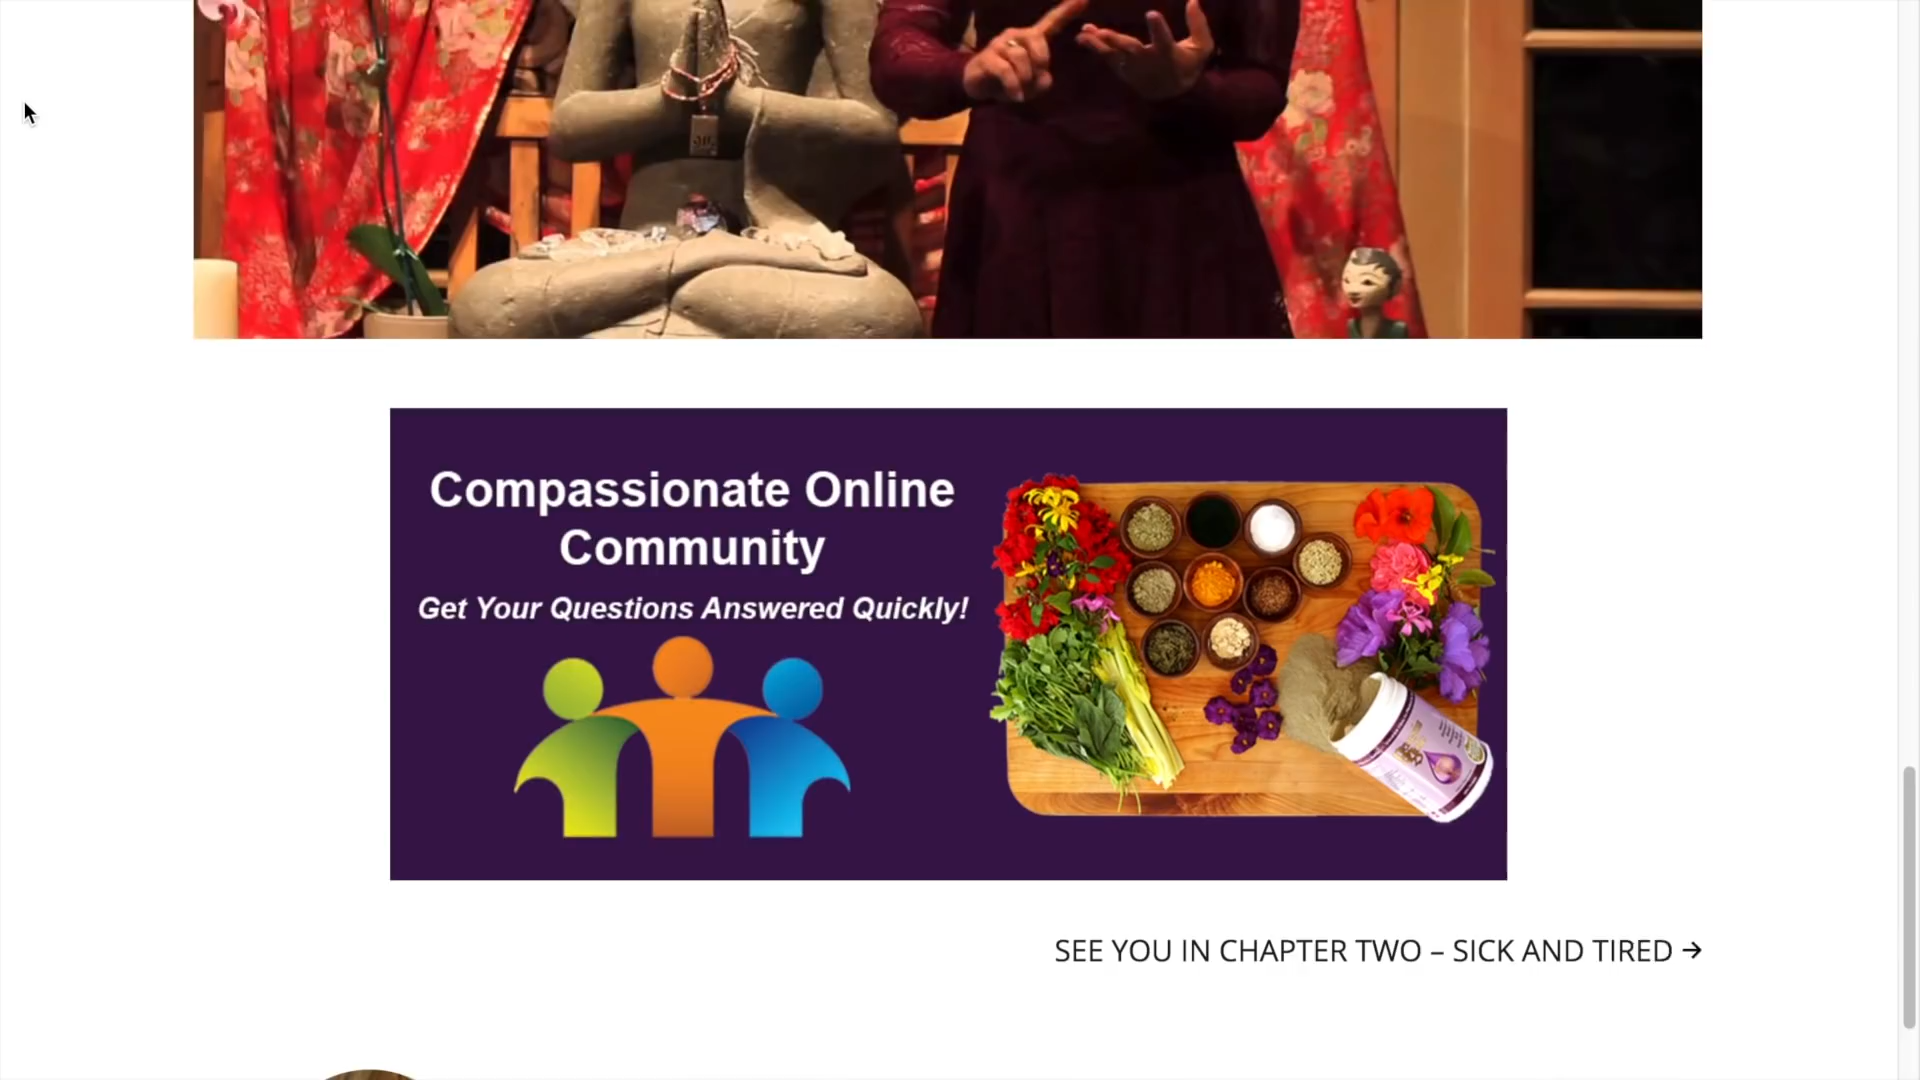 Compassionate Online
Community
Get Your Questions Answered Quickly!
SEE YOU IN CHAPTER TWO – SICK AND TIRED →